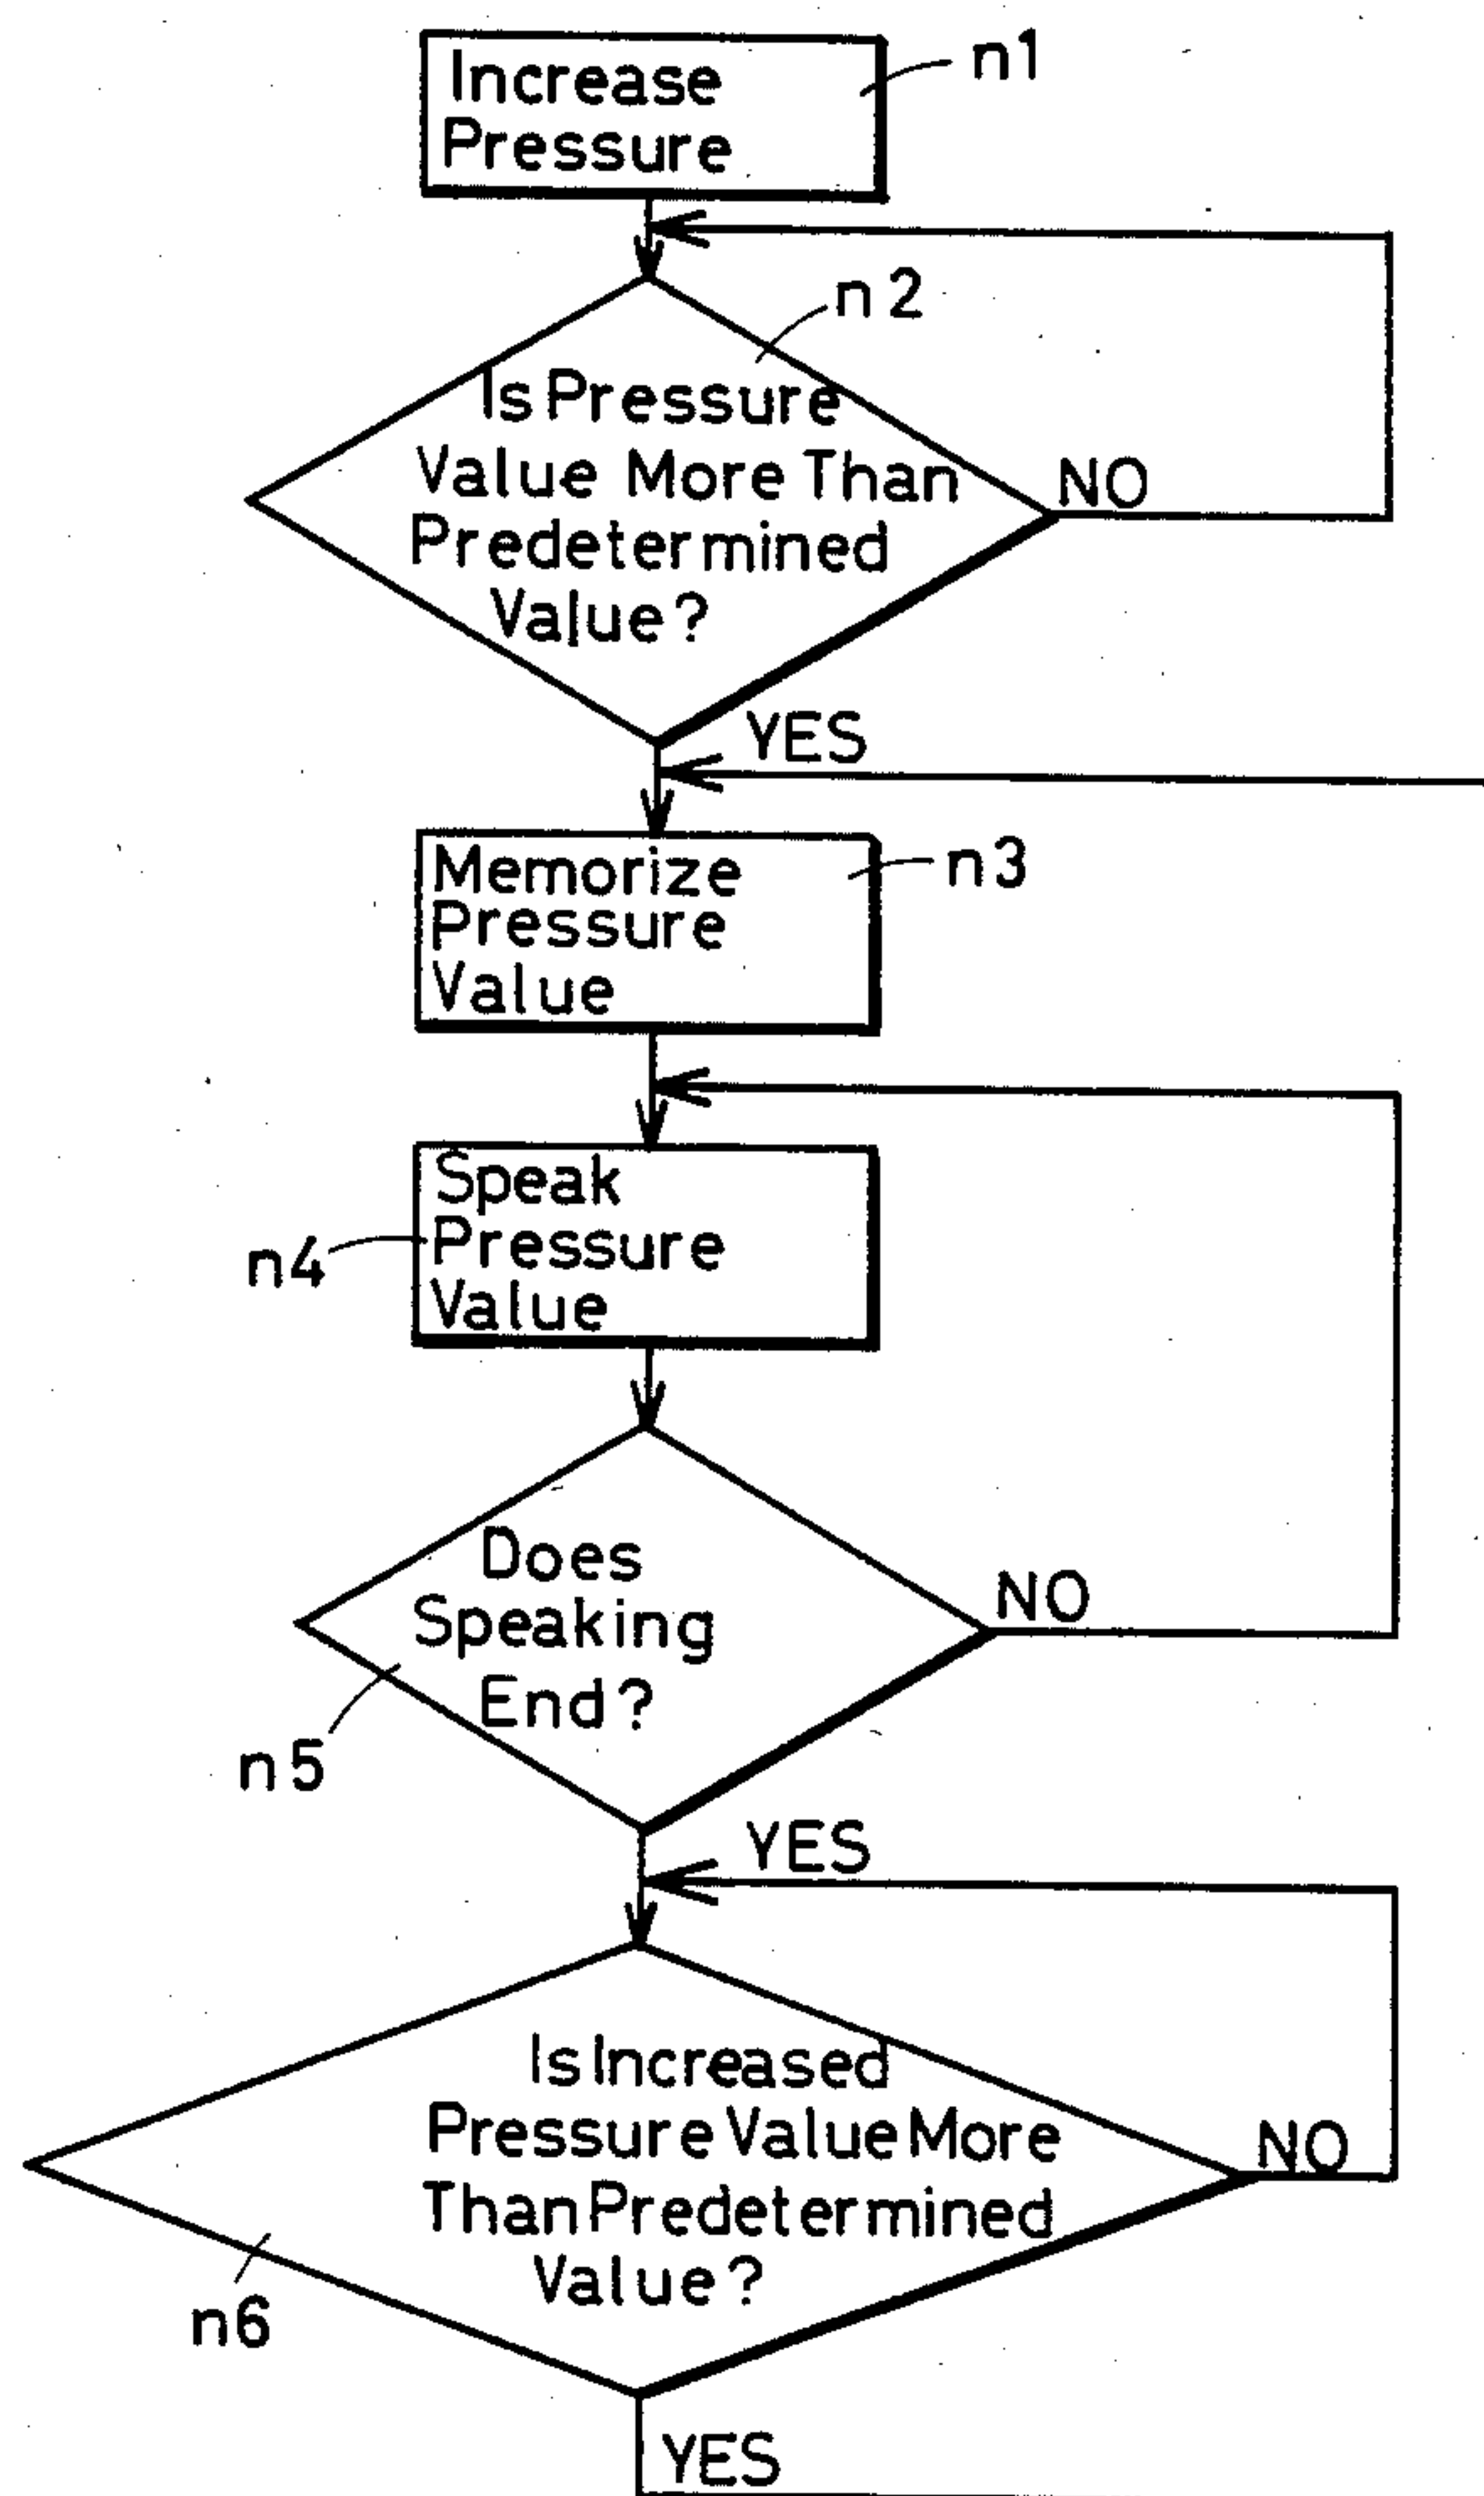 Increase
Pressure
n1
n2
Is Pressure
Value More Than
Predetermined
Value?
NO
YES
Memorize
Pressure
Value
n3
Speak
Pressure
Value
n4
Does
Speaking
End?
NO
n5
YES
Is Increased
Pressure Value More
Than Predetermined
Value?
NO
n6
YES